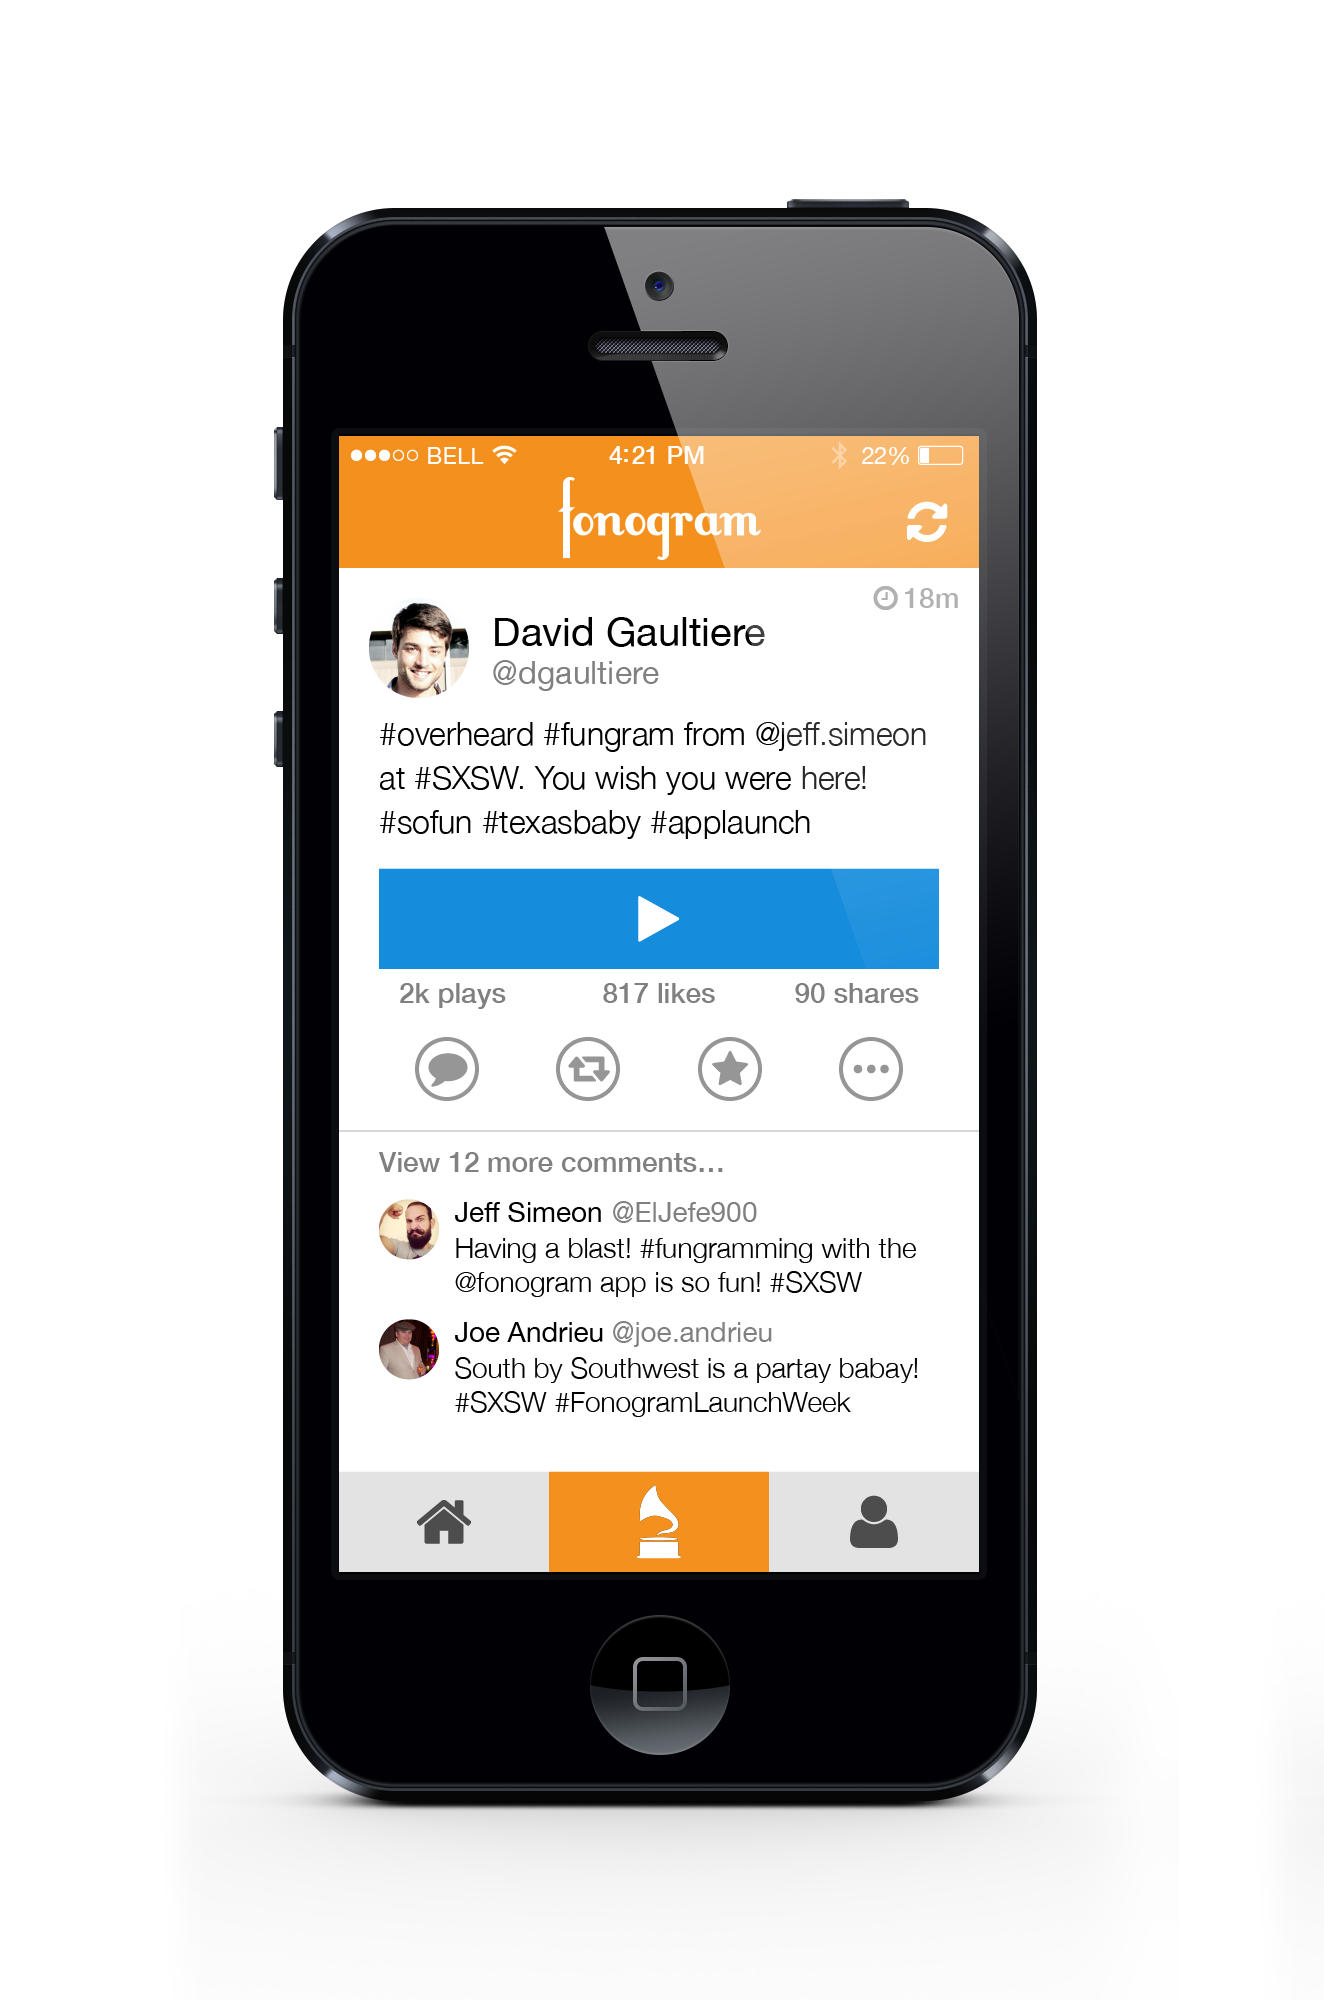 BELL 4:21 PM 22%
fonogram
18m
David Gaultiere
@dgaultiere
#overheard #fungram from @jeff.simeon
at #SXSW. You wish you were here!
#sofun #texasbaby #applaunch
2k plays 817 likes 90 shares
View 12 more comments...
Jeff Simeon @ElJefe900
Having a blast! #fungramming with the
@fonogram app is so fun! #SXSW
Joe Andrieu @joe.andrieu
South by Southwest is a partay babay!
#SXSW #FonogramLaunchWeek